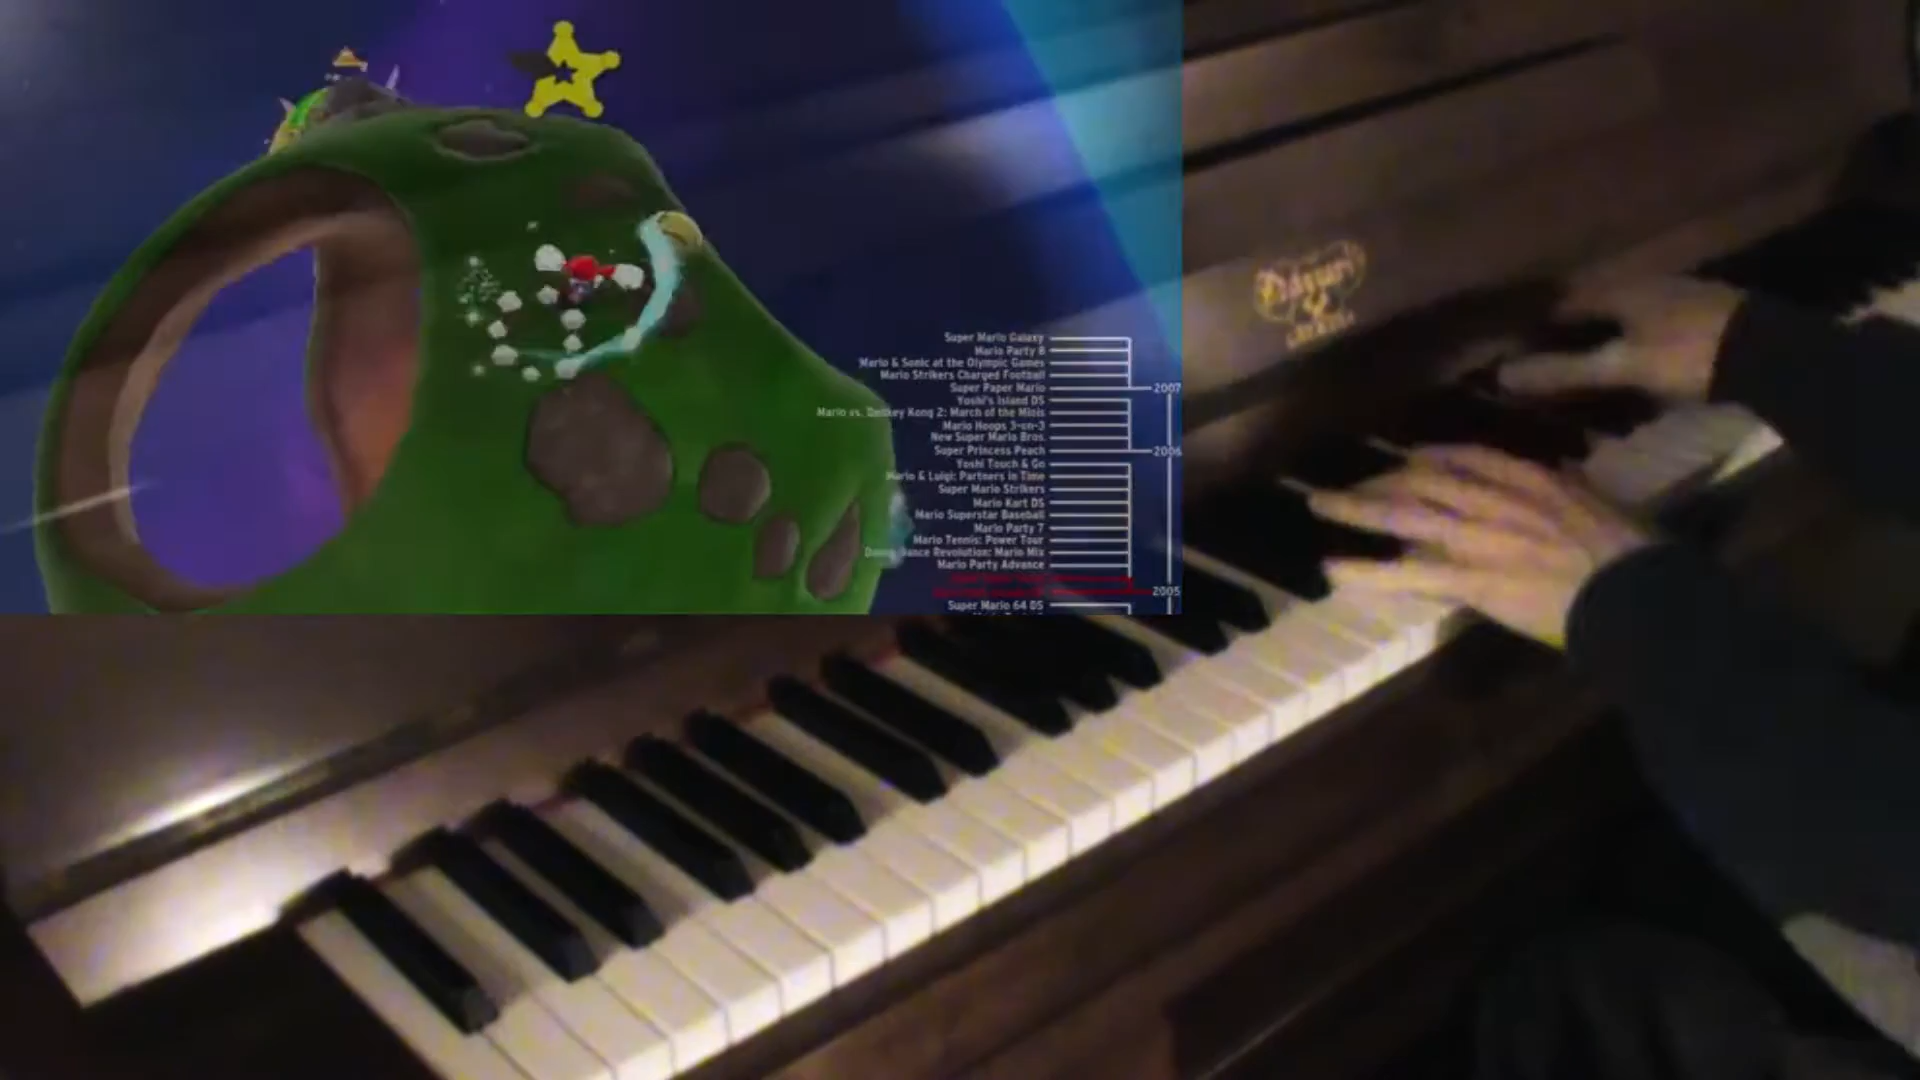 Super Mario Galaxy
Mario Party 8
Mario & Sonic at the Olympic Games
Mario Strikers Charged Football
Super Paper Mario
2007
Yoshi's Island DS
Mario vs. Donkey Kong 2: March of the Minis
Mario Hoops 3-on-3
New Super Mario Bros.
Super Princess Peach
2006
Yoshi Touch & Go
Mario & Luigi: Partners in Time
Super Mario Strikers
Mario Kart DS
Mario Superstar Baseball
Mario Party 7
Mario Tennis: Power Tour
Dance Dance Revolution: Mario Mix
Mario Party Advance
2005
Super Mario 64 DS